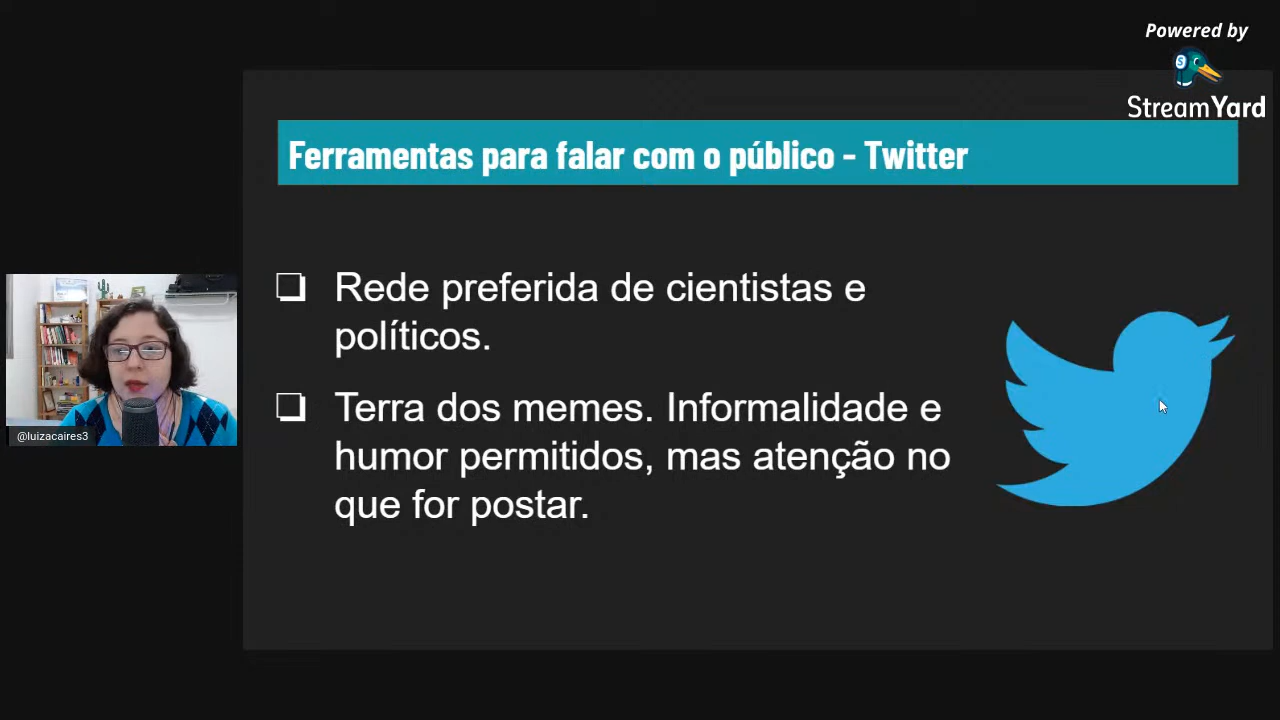 Powered by
StreamYard
Ferramentas para falar com o público - Twitter
Rede preferida de cientistas e
políticos.
Terra dos memes. Informalidade e
humor permitidos, mas atenção no
que for postar.
@luizacaires3